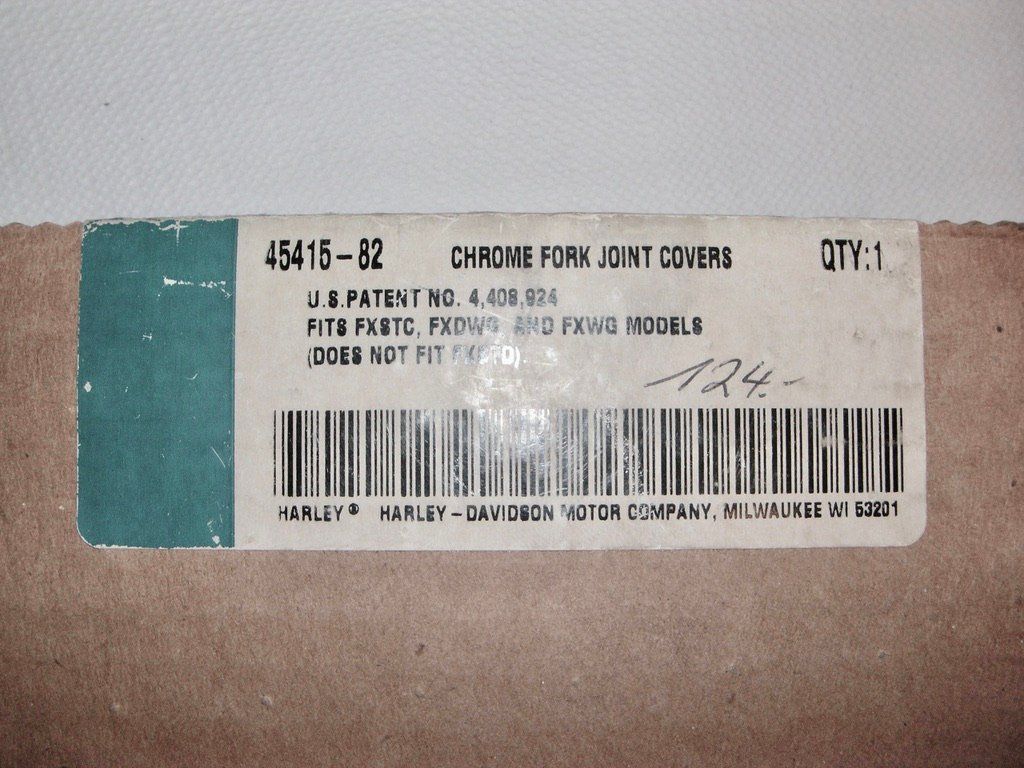 45415-82 CHROME FORK JOINT COVERS QTY:1
U.S.PATENT NO. 4,408,924
FITS FXSTC, FXDWG AND FXWG MODELS
(DOES NOT FIT FXSTD)
124.-
HARLEY® HARLEY-DAVIDSON MOTOR COMPANY, MILWAUKEE WI 53201